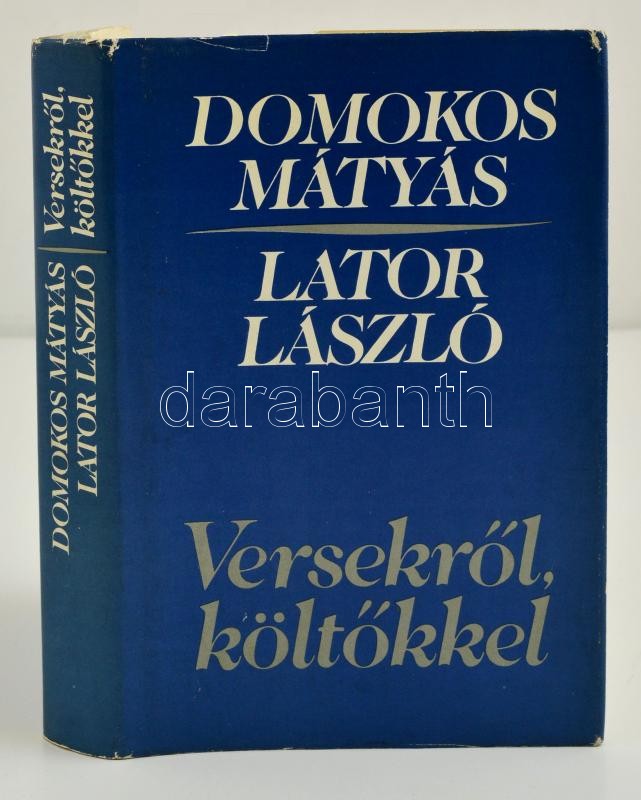 DOMOKOS
MÁTYÁS
LATOR
LÁSZLÓ
Versekről,
költőkkel
DOMOKOS MÁTYÁS
LATOR LÁSZLÓ
Versekről,
költőkkel
darabanth